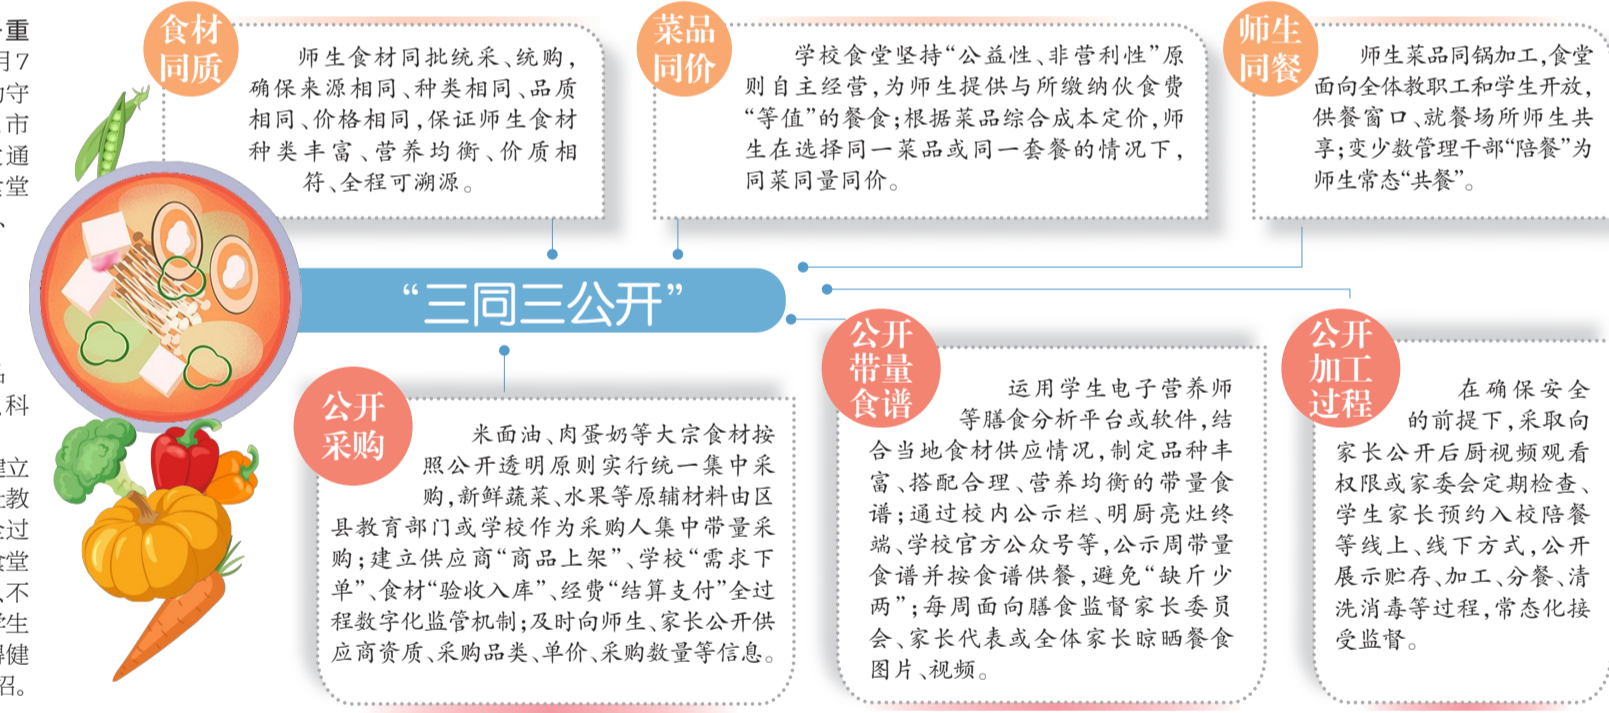 重
月7
守
市
通
堂
、
科
建立
教
过
食堂
不
学生
健
绍。
食材
同质
师生食材同批统采、统购,
确保来源相同、种类相同、品质
相同、价格相同,保证师生食材
种类丰富、营养均衡、价质相
符、全程可溯源。
菜品
同价
学校食堂坚持“公益性、非营利性”原
则自主经营,为师生提供与所缴纳伙食费
“等值”的餐食;根据菜品综合成本定价,师
生在选择同一菜品或同一套餐的情况下,
同菜同量同价。
师生
同餐
师生菜品同锅加工,食堂
面向全体教职工和学生开放,
供餐窗口、就餐场所师生共
享;变少数管理干部“陪餐”为
师生常态“共餐”。
“三同三公开”
公开
采购
米面油、肉蛋奶等大宗食材按
照公开透明原则实行统一集中采
购,新鲜蔬菜、水果等原辅材料由区
县教育部门或学校作为采购人集中带量采
购;建立供应商“商品上架”、学校“需求下
单”、食材“验收入库”、经费“结算支付”全过
程数字化监管机制;及时向师生、家长公开供
应商资质、采购品类、单价、采购数量等信息。
公开
带量
食谱
运用学生电子营养师
等膳食分析平台或软件,结
合当地食材供应情况,制定品种丰
富、搭配合理、营养均衡的带量食
谱;通过校内公示栏、明厨亮灶终
端、学校官方公众号等,公示周带量
食谱并按食谱供餐,避免“缺斤少
两”;每周面向膳食监督家长委员
会、家长代表或全体家长晾晒餐食
图片、视频。
公开
加工
过程
在确保安全
的前提下,采取向
家长公开后厨视频观看
权限或家委会定期检查、
学生家长预约入校陪餐
等线上、线下方式,公开
展示贮存、加工、分餐、清
洗消毒等过程,常态化接
受监督。